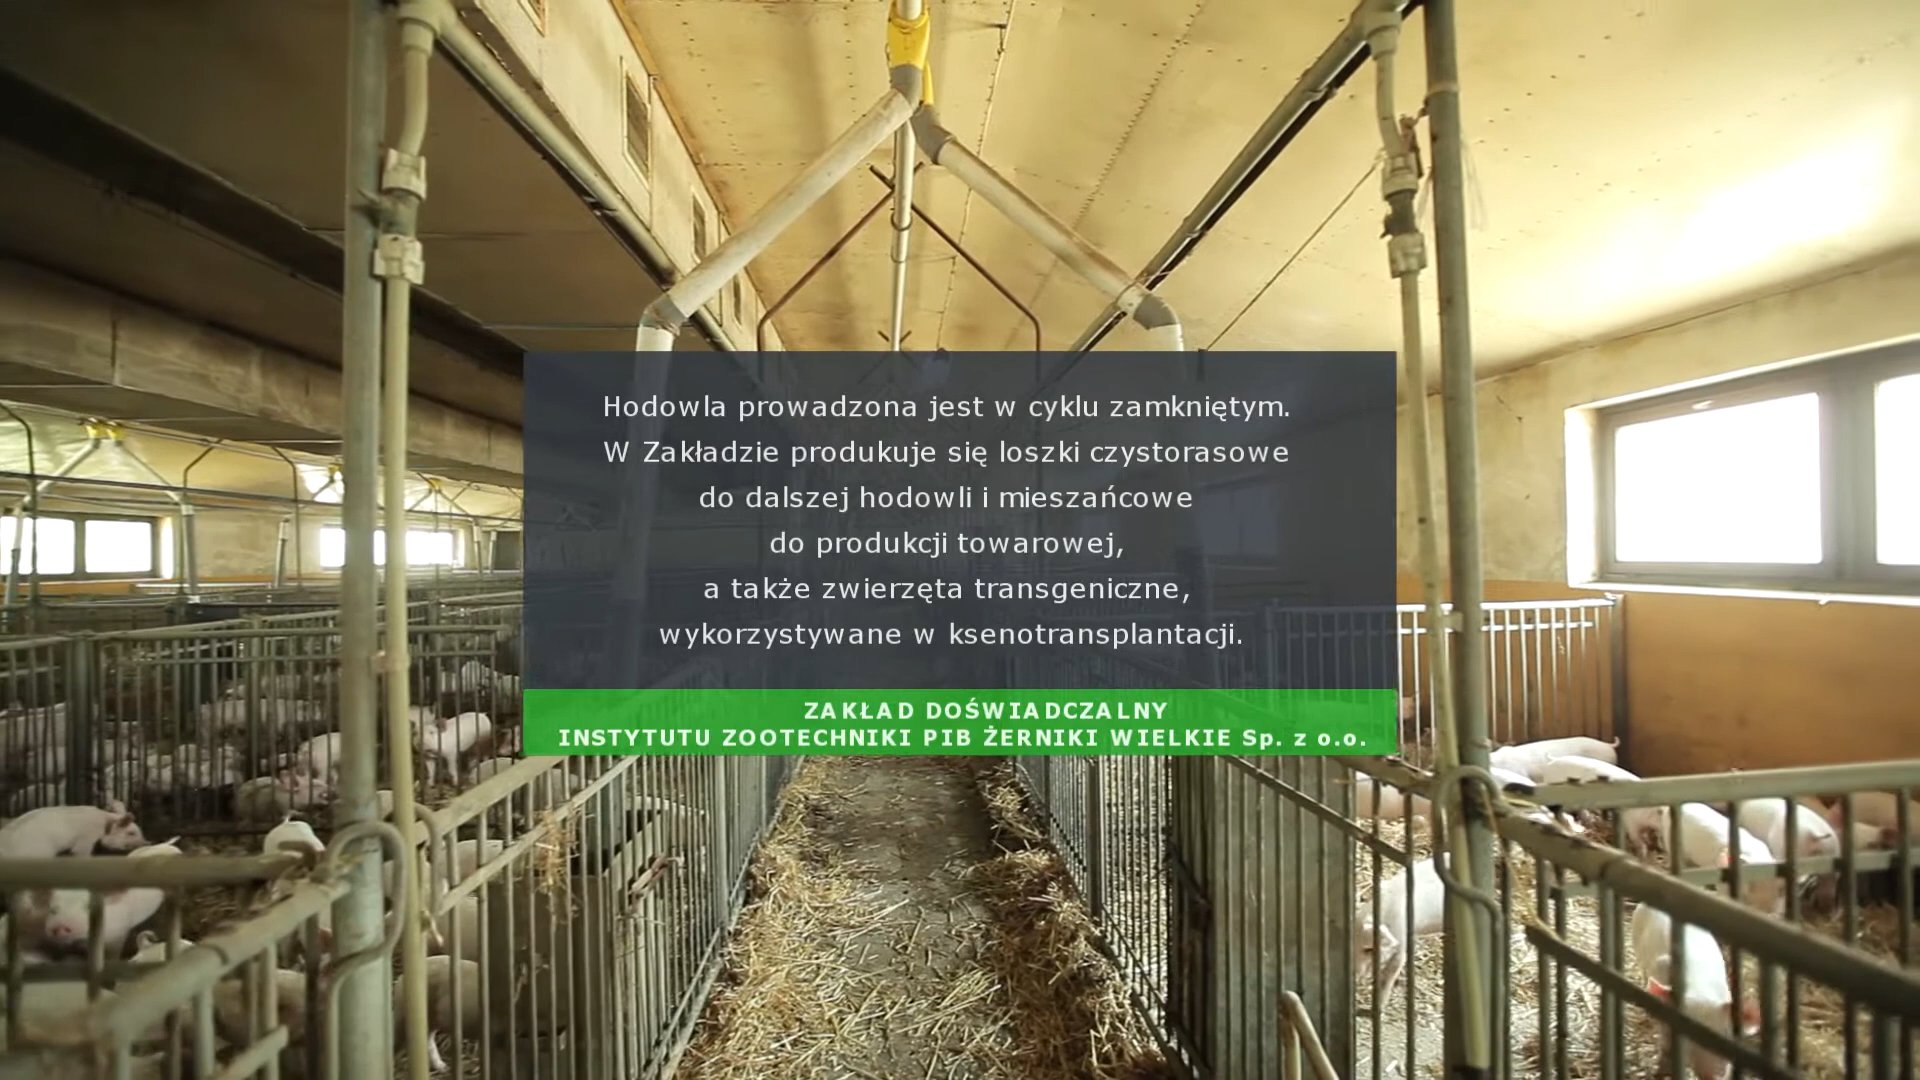 Hodowla prowadzona jest w cyklu zamkniętym.
W Zakładzie produkuje się loszki czystorasowe
do dalszej hodowli i mieszańcowe
do produkcji towarowej,
a także zwierzęta transgeniczne,
wykorzystywane w ksenotransplantacji.
ZAKŁAD DOŚWIADCZALNY
INSTYTUTU ZOOTECHNIKI PIB ŻERNIKI WIELKIE Sp. z o.o.